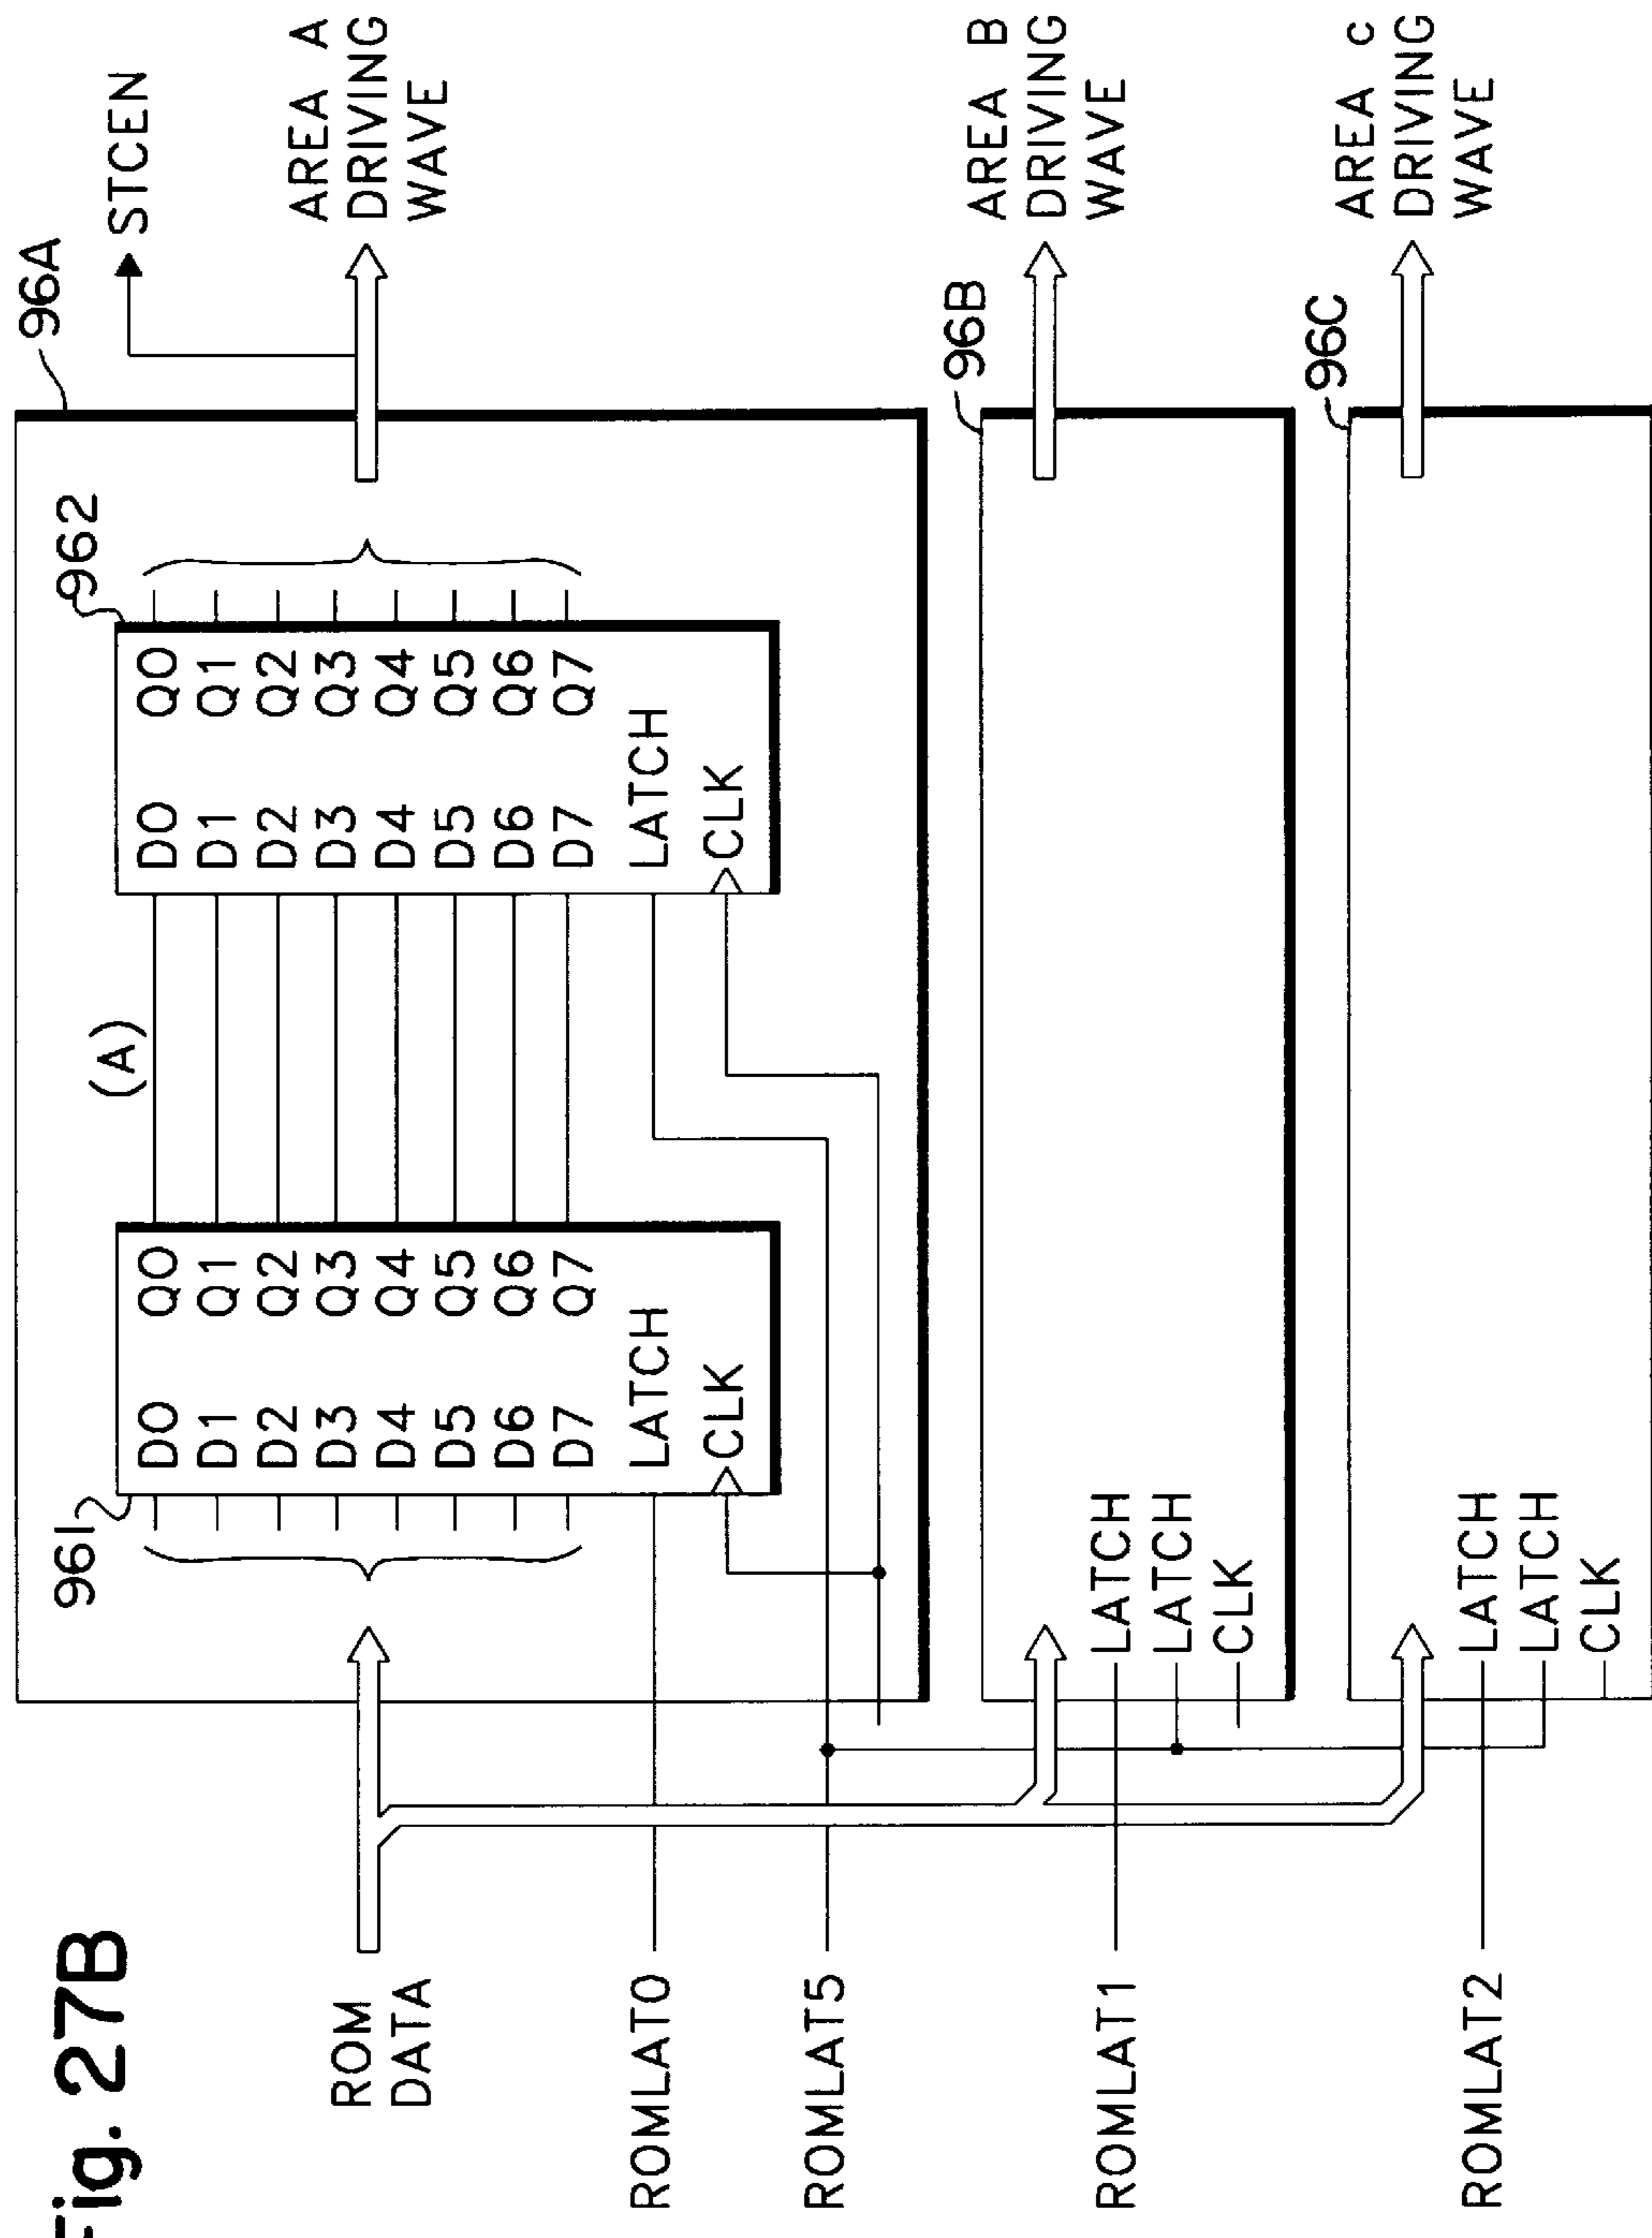 Fig. 27B
96A
STCEN
961
962
(A)
D0 Q0
D1 Q1
D2 Q2
D3 Q3
D4 Q4
D5 Q5
D6 Q6
D7 Q7
LATCH
CLK
D0 Q0
D1 Q1
D2 Q2
D3 Q3
D4 Q4
D5 Q5
D6 Q6
D7 Q7
LATCH
CLK
ROM
DATA
AREA A
DRIVING
WAVE
ROMLAT0
ROMLAT5
96B
AREA B
DRIVING
WAVE
ROMLAT1
LATCH
LATCH
CLK
96C
AREA c
DRIVING
WAVE
ROMLAT2
LATCH
LATCH
CLK